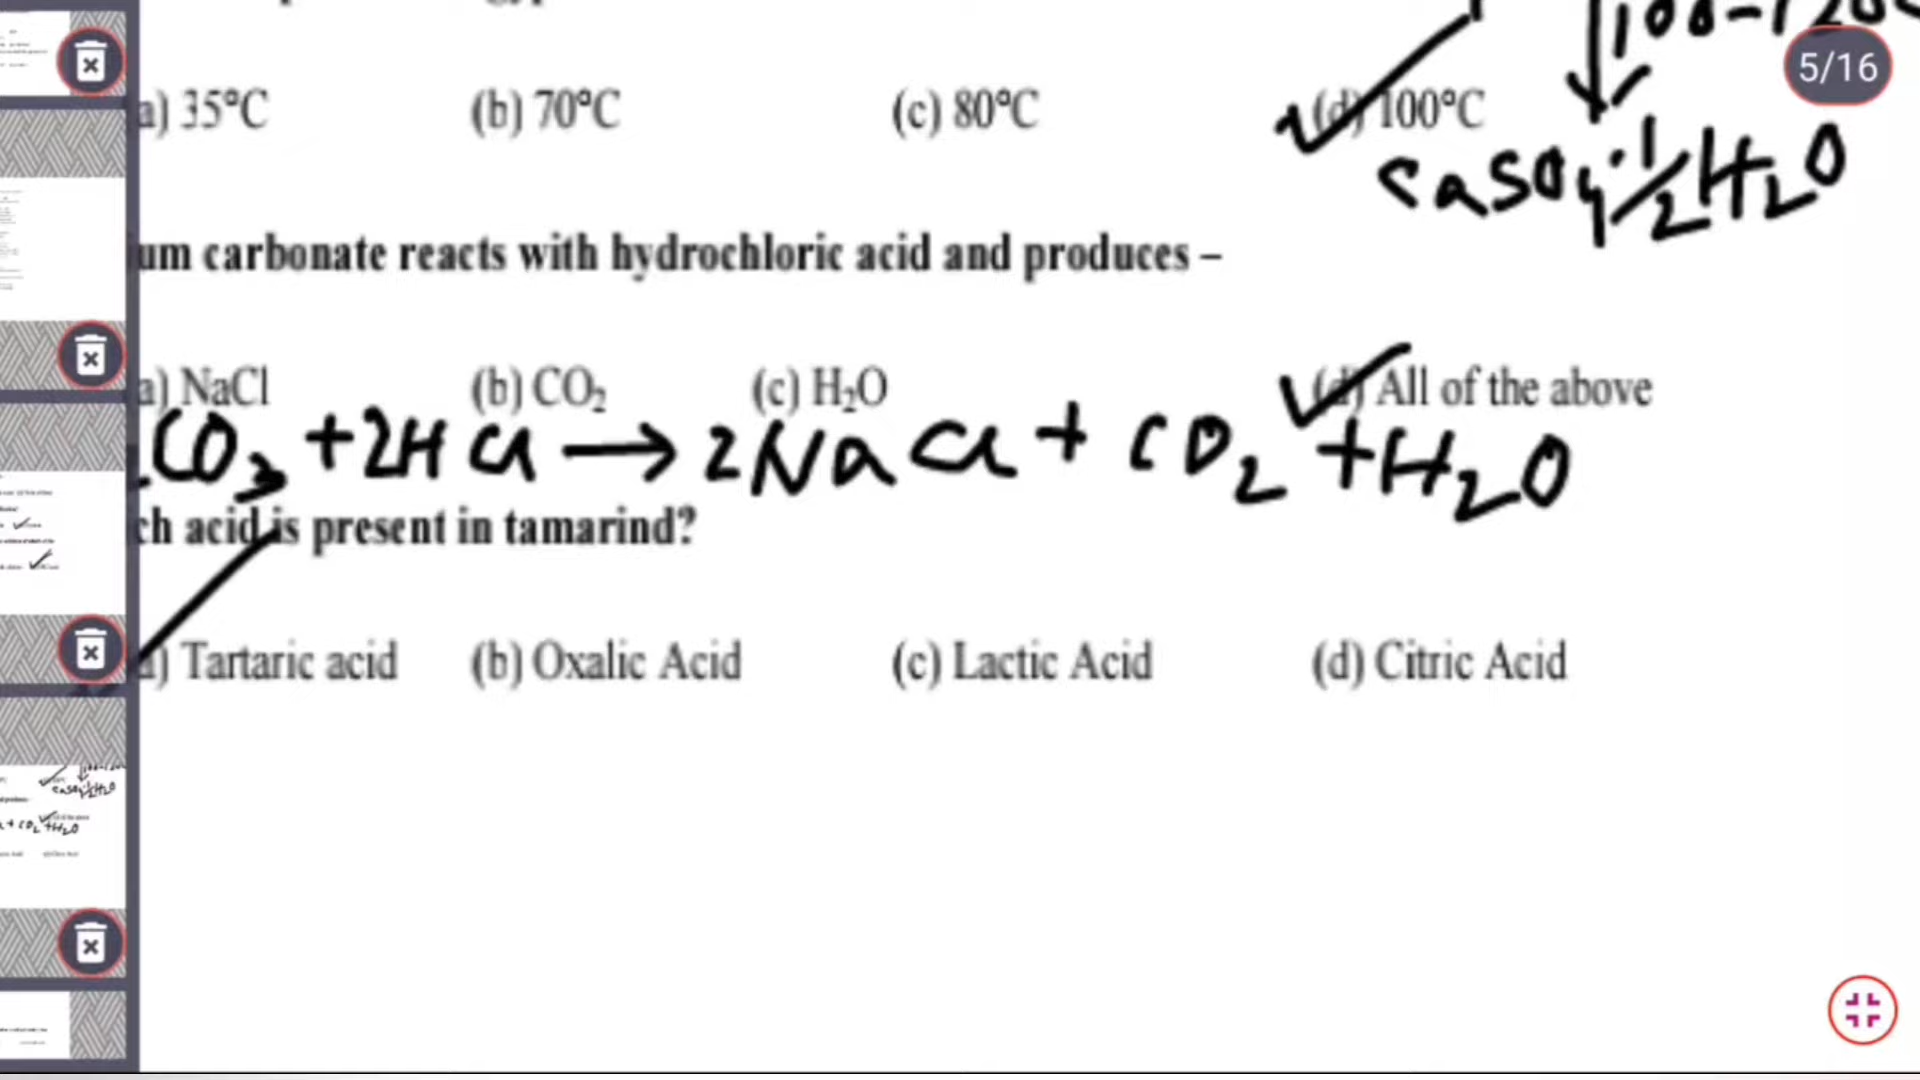 100-120
5/16
a) 35°C (b) 70°C (c) 80°C (d) 100°C
CaSO4·1/2H2O
um carbonate reacts with hydrochloric acid and produces –
a) NaCl (b) CO₂ (c) H₂O (d) All of the above
CO3 + 2HCl → 2NaCl + CO2 + H2O
ch acid is present in tamarind?
a) Tartaric acid (b) Oxalic Acid (c) Lactic Acid (d) Citric Acid